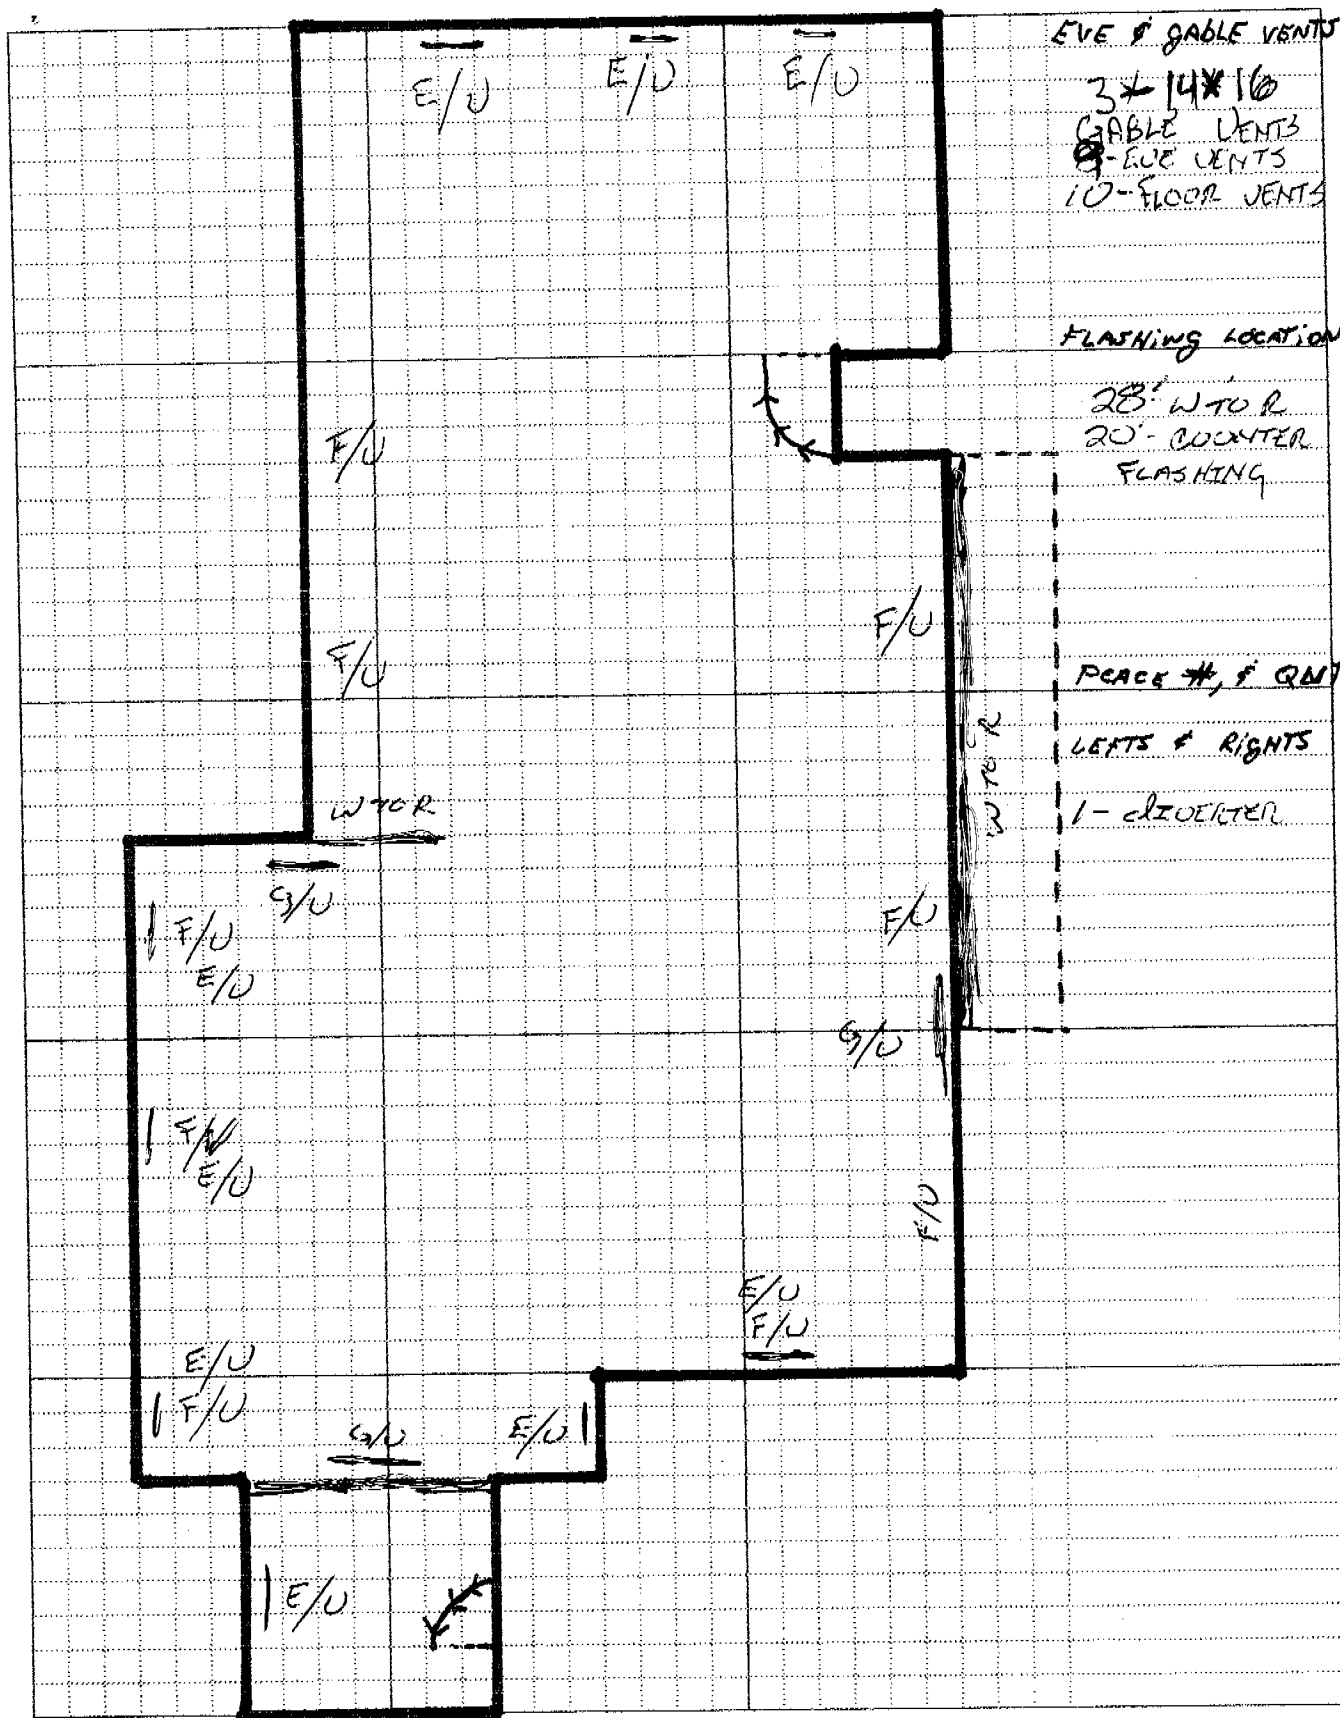 EVE & GABLE VENTS
3* 14* 16
GABLE VENTS
EVE VENTS
10-FLOOR VENTS
E/U E/U E/U
FLASHING LOCATION
28' W TO R
20'- COUNTER
FLASHING
F/U
F/U
F/U
PEACE #, & QNT
LEFTS & RIGHTS
W TO R
W TO R
1- dIVERTER
G/U
F/U
F/U
E/U
G/U
F/U
E/U
F/U
E/U
F/U
E/U
F/U
G/U
E/U
E/U